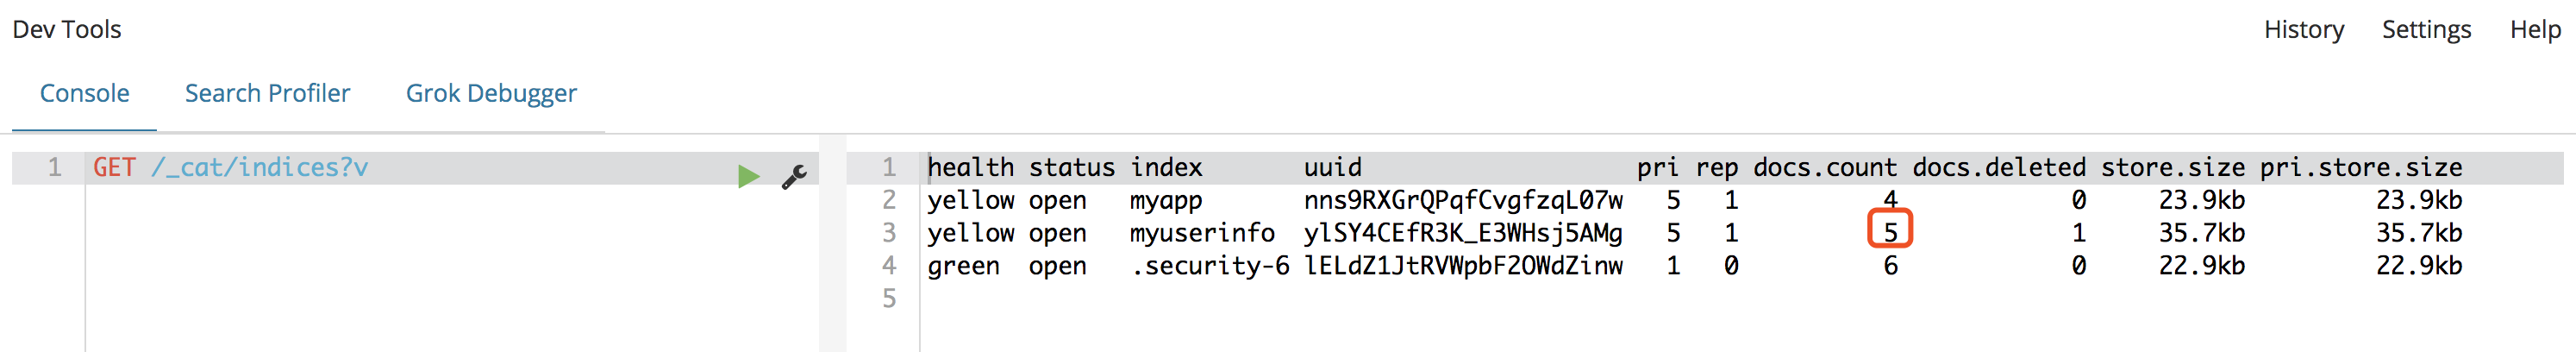 Dev Tools History Settings Help
Console Search Profiler Grok Debugger
1 GET /_cat/indices?v
1 health status index uuid pri rep docs.count docs.deleted store.size pri.store.size
2 yellow open myapp nns9RXGrQPqfCvgfzqL07w 5 1 4 0 23.9kb 23.9kb
3 yellow open myuserinfo ylSY4CEfR3K_E3WHsj5AMg 5 1 5 1 35.7kb 35.7kb
4 green open .security-6 lELdZ1JtRVWpbF2OWdZinw 1 0 6 0 22.9kb 22.9kb
5